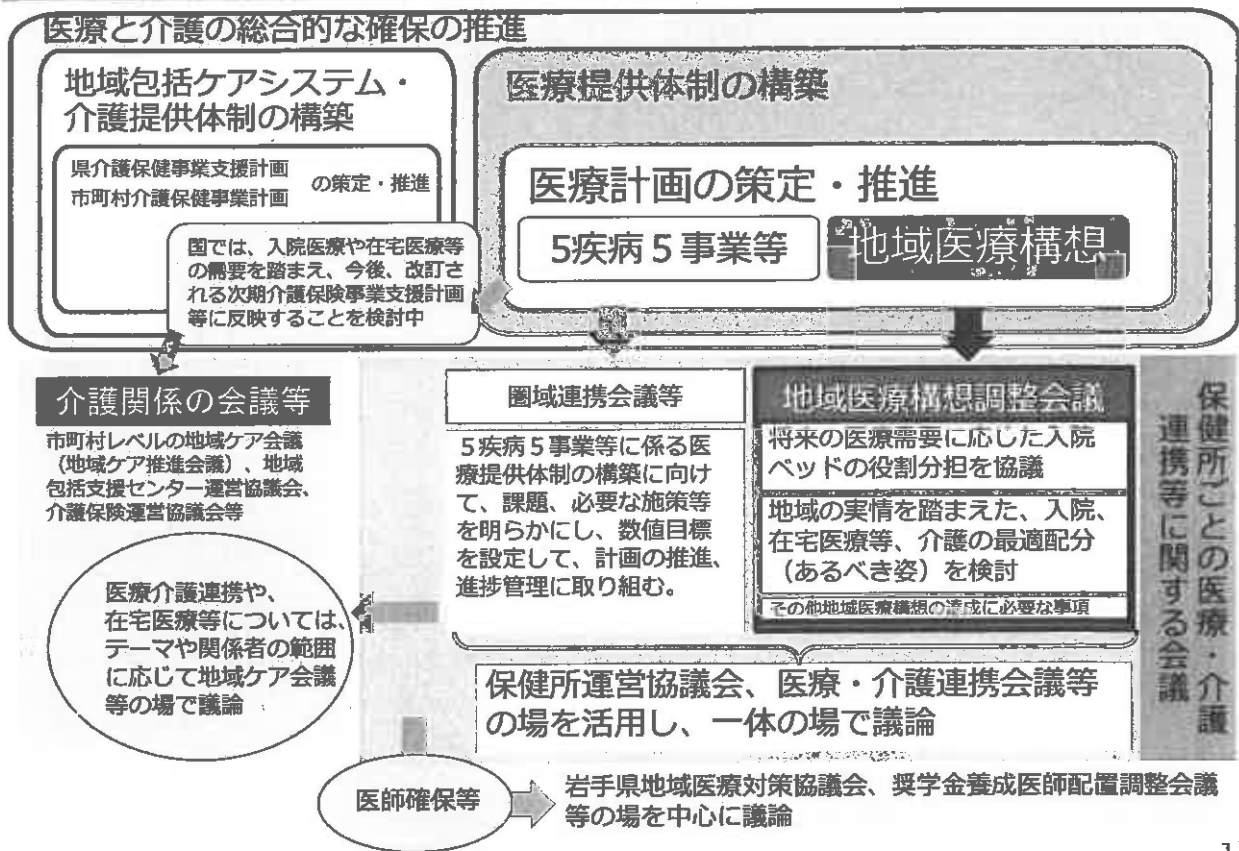 医療と介護の総合的な確保の推進
地域包括ケアシステム・
介護提供体制の構築
県介護保健事業支援計画
市町村介護保健事業計画
の策定・推進
国では、入院医療や在宅医療等
の需要を踏まえ、今後、改訂さ
れる次期介護保険事業支援計画
等に反映することを検討中
医療提供体制の構築
医療計画の策定・推進
5疾病5事業等
地域医療構想
介護関係の会議等
市町村レベルの地域ケア会議
(地域ケア推進会議)、地域
包括支援センター運営協議会、
介護保険運営協議会等
医療介護連携や、
在宅医療等については、
テーマや関係者の範囲
に応じて地域ケア会議
等の場で議論
圏域連携会議等
5疾病5事業等に係る医
療提供体制の構築に向け
て、課題、必要な施策等
を明らかにし、数値目標
を設定して、計画の推進、
進捗管理に取り組む。
地域医療構想調整会議
将来の医療需要に応じた入院
ベッドの役割分担を協議
地域の実情を踏まえた、入院、
在宅医療等、介護の最適配分
(あるべき姿)を検討
その他地域医療構想の達成に必要な事項
保健所ごとの医療・介護
連携等に関する会議
保健所運営協議会、医療・介護連携会議等
の場を活用し、一体の場で議論
医師確保等
岩手県地域医療対策協議会、奨学金養成医師配置調整会議
等の場を中心に議論